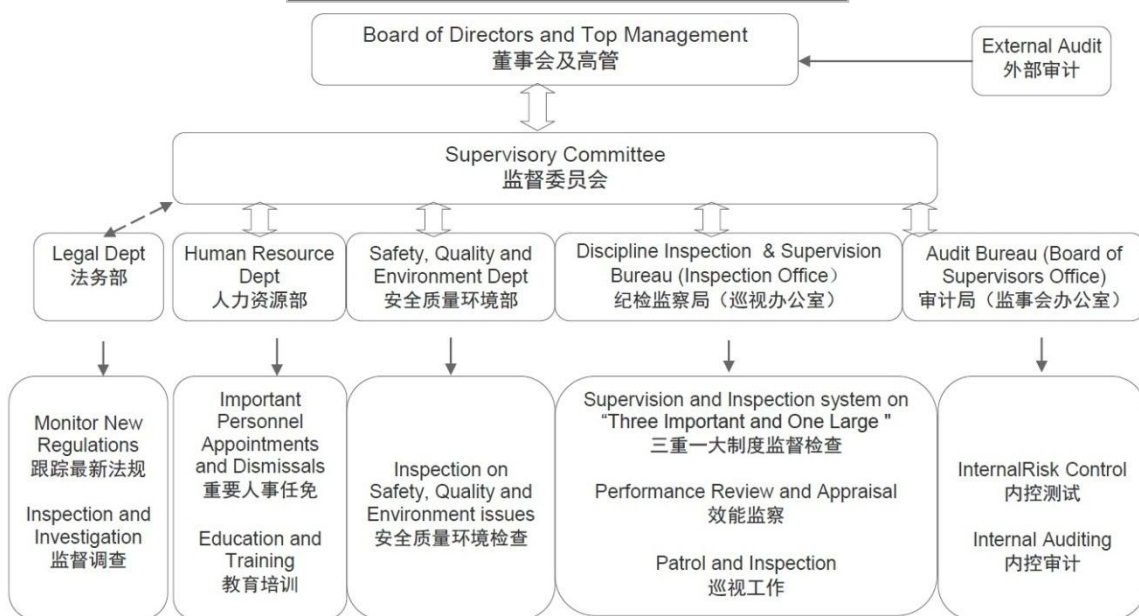 Board of Directors and Top Management
董事会及高管
External Audit
外部审计
Supervisory Committee
监督委员会
Legal Dept
法务部
Human Resource
Dept
人力资源部
Safety, Quality and
Environment Dept
安全质量环境部
Discipline Inspection & Supervision
Bureau (Inspection Office）
纪检监察局（巡视办公室）
Audit Bureau (Board of
Supervisors Office)
审计局（监事会办公室）
Monitor New
Regulations
跟踪最新法规
Inspection and
Investigation
监督调查
Important
Personnel
Appointments
and Dismissals
重要人事任免
Education and
Training
教育培训
Inspection on
Safety, Quality and
Environment issues
安全质量环境检查
Supervision and Inspection system on
“Three Important and One Large "
三重一大制度监督检查
Performance Review and Appraisal
效能监察
Patrol and Inspection
巡视工作
InternalRisk Control
内控测试
Internal Auditing
内控审计